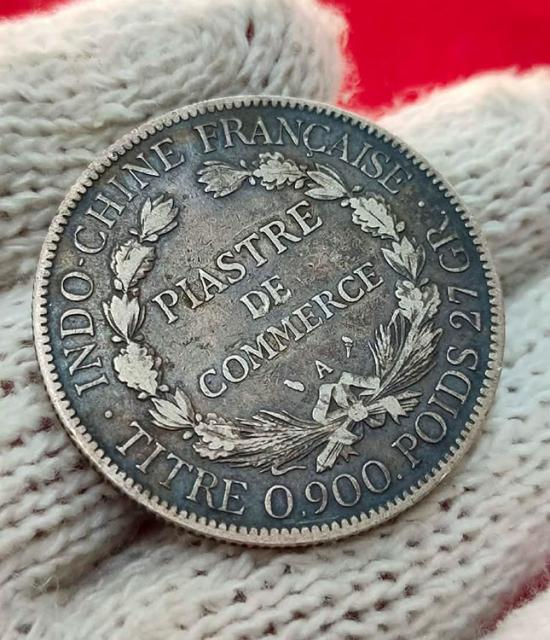 INDO-CHINE FRANÇAISE ·
PIASTRE
DE
COMMERCE
A
· TITRE 0,900. POIDS 27 GR.